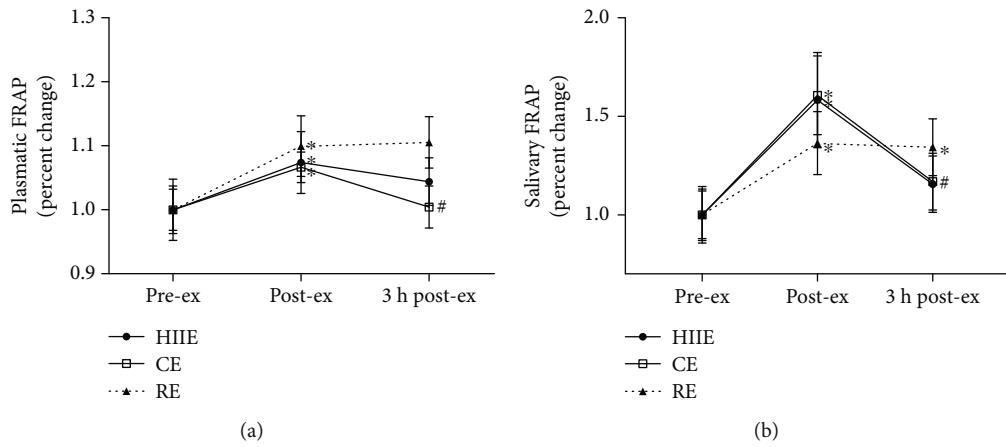 Plasmatic FRAP
(percent change)
1.3
1.2
1.1
1.0
0.9
*
*
*
#
Pre-ex
Post-ex
3 h post-ex
HIIE
CE
RE
(a)
Salivary FRAP
(percent change)
2.0
1.5
1.0
*
*
*
*
#
Pre-ex
Post-ex
3 h post-ex
HIIE
CE
RE
(b)